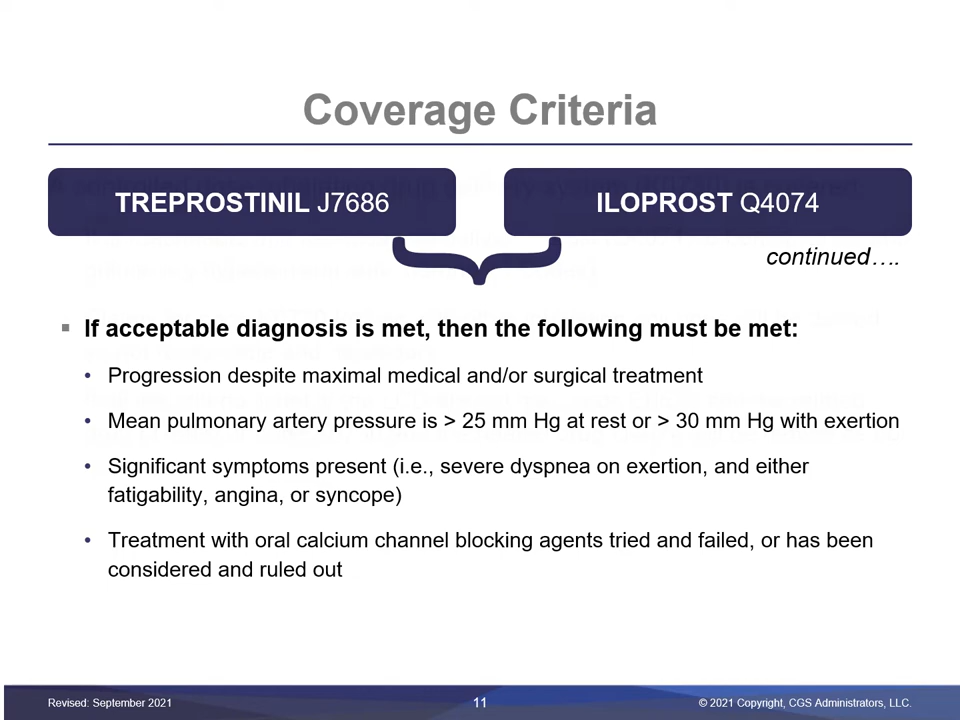 Coverage Criteria
TREPROSTINIL J7686
ILOPROST Q4074
continued….
▪ If acceptable diagnosis is met, then the following must be met:
• Progression despite maximal medical and/or surgical treatment
• Mean pulmonary artery pressure is > 25 mm Hg at rest or > 30 mm Hg with exertion
• Significant symptoms present (i.e., severe dyspnea on exertion, and either
fatigability, angina, or syncope)
• Treatment with oral calcium channel blocking agents tried and failed, or has been
considered and ruled out
Revised: September 2021
11
© 2021 Copyright, CGS Administrators, LLC.